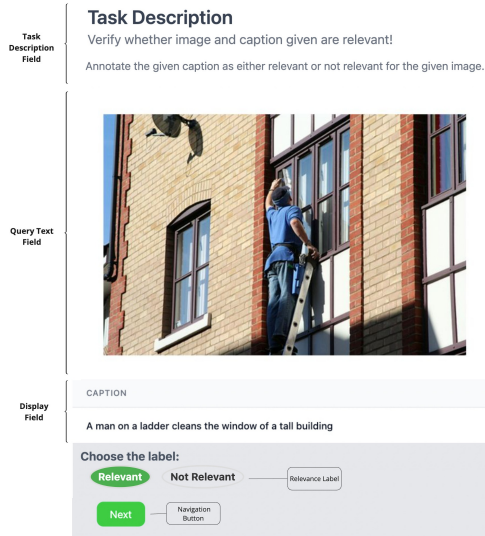 Task Description
Task
Description
Field
Verify whether image and caption given are relevant!
Annotate the given caption as either relevant or not relevant for the given image.
Query Text
Field
Display
Field
CAPTION
A man on a ladder cleans the window of a tall building
Choose the label:
Relevant
Not Relevant
Relevance Label
Next
Navigation
Button